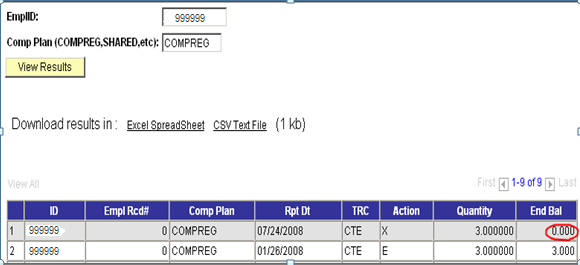 EmplID: 999999
Comp Plan (COMPREG,SHARED,etc): COMPREG
View Results
Download results in : Excel SpreadSheet CSV Text File (1 kb)
View All First 1-9 of 9 Last
ID Empl Rcd# Comp Plan Rpt Dt TRC Action Quantity End Bal
1 999999 0 COMPREG 07/24/2008 CTE X 3.000000 0.000
2 999999 0 COMPREG 01/26/2008 CTE E 3.000000 3.000